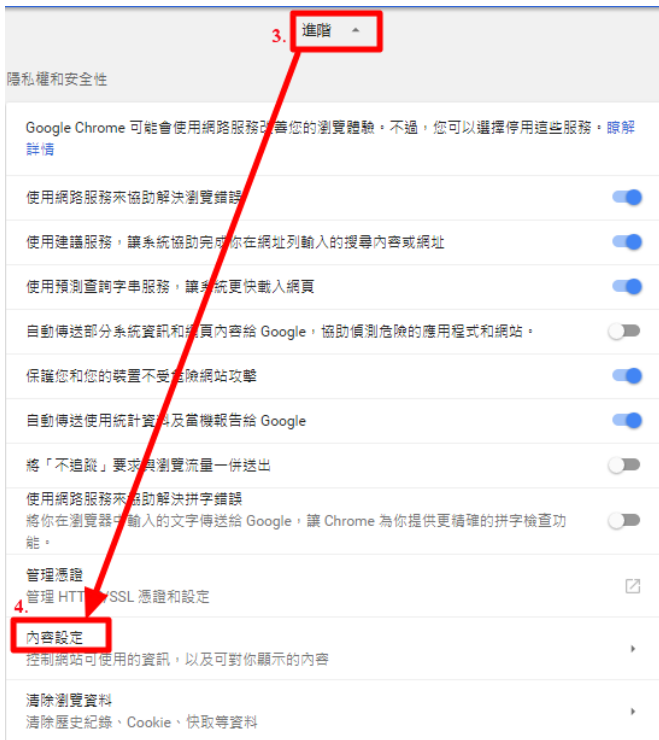 3. 進階
隱私權和安全性
Google Chrome 可能會使用網路服務改善您的瀏覽體驗。不過，您可以選擇停用這些服務。瞭解
詳情
使用網路服務來協助解決瀏覽錯誤
使用建議服務，讓系統協助完成你在網址列輸入的搜尋內容或網址
使用預測查詢字串服務，讓系統更快載入網頁
自動傳送部分系統資訊和網頁內容給 Google，協助偵測危險的應用程式和網站。
保護您和您的裝置不受危險網站攻擊
自動傳送使用統計資料及當機報告給 Google
將「不追蹤」要求與瀏覽流量一併送出
使用網路服務來協助解決拼字錯誤
將你在瀏覽器中輸入的文字傳送給 Google，讓 Chrome 為你提供更精確的拼字檢查功
能。
管理憑證
管理 HTTPS/SSL 憑證和設定
4.
內容設定
控制網站可使用的資訊，以及可對你顯示的內容
清除瀏覽資料
清除歷史紀錄、Cookie、快取等資料